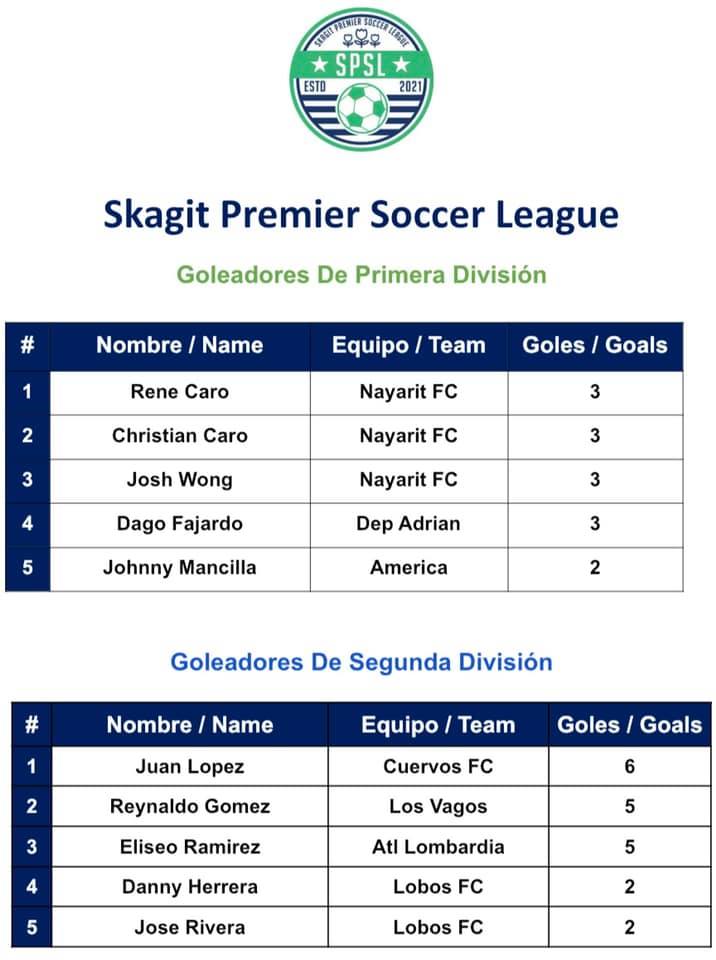 SKAGIT PREMIER SOCCER LEAGUE
SPSL
ESTD 2021
Skagit Premier Soccer League
Goleadores De Primera División
# Nombre / Name Equipo / Team Goles / Goals
1 Rene Caro Nayarit FC 3
2 Christian Caro Nayarit FC 3
3 Josh Wong Nayarit FC 3
4 Dago Fajardo Dep Adrian 3
5 Johnny Mancilla America 2
Goleadores De Segunda División
# Nombre / Name Equipo / Team Goles / Goals
1 Juan Lopez Cuervos FC 6
2 Reynaldo Gomez Los Vagos 5
3 Eliseo Ramirez Atl Lombardia 5
4 Danny Herrera Lobos FC 2
5 Jose Rivera Lobos FC 2